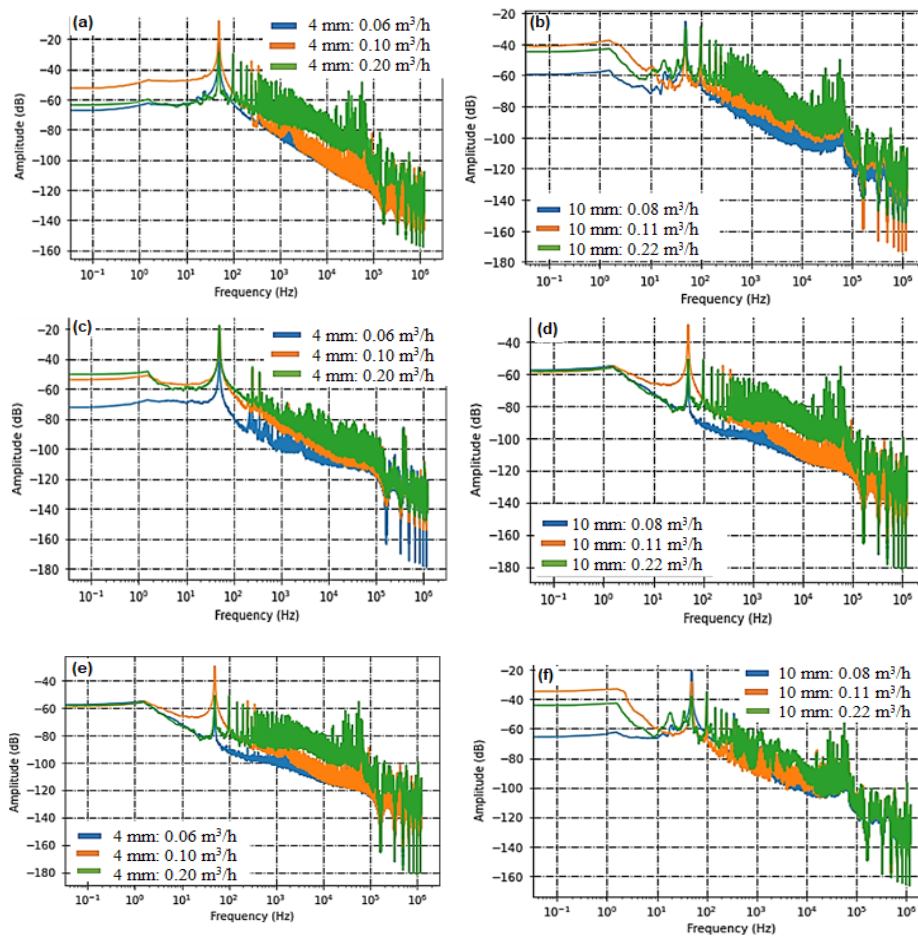 (a)
4 mm: 0.06 m³/h
4 mm: 0.10 m³/h
4 mm: 0.20 m³/h
Amplitude (dB)
−20
−40
−60
−80
−100
−120
−140
−160
10⁻¹ 10⁰ 10¹ 10² 10³ 10⁴ 10⁵ 10⁶
Frequency (Hz)
(b)
10 mm: 0.08 m³/h
10 mm: 0.11 m³/h
10 mm: 0.22 m³/h
Amplitude (dB)
−20
−40
−60
−80
−100
−120
−140
−160
−180
10⁻¹ 10⁰ 10¹ 10² 10³ 10⁴ 10⁵ 10⁶
Frequency (Hz)
(c)
4 mm: 0.06 m³/h
4 mm: 0.10 m³/h
4 mm: 0.20 m³/h
Amplitude (dB)
−20
−40
−60
−80
−100
−120
−140
−160
−180
10⁻¹ 10⁰ 10¹ 10² 10³ 10⁴ 10⁵ 10⁶
Frequency (Hz)
(d)
10 mm: 0.08 m³/h
10 mm: 0.11 m³/h
10 mm: 0.22 m³/h
Amplitude (dB)
−40
−60
−80
−100
−120
−140
−160
−180
10⁻¹ 10⁰ 10¹ 10² 10³ 10⁴ 10⁵ 10⁶
Frequency (Hz)
(e)
4 mm: 0.06 m³/h
4 mm: 0.10 m³/h
4 mm: 0.20 m³/h
Amplitude (dB)
−40
−60
−80
−100
−120
−140
−160
−180
10⁻¹ 10⁰ 10¹ 10² 10³ 10⁴ 10⁵ 10⁶
Frequency (Hz)
(f)
10 mm: 0.08 m³/h
10 mm: 0.11 m³/h
10 mm: 0.22 m³/h
Amplitude (dB)
−20
−40
−60
−80
−100
−120
−140
−160
10⁻¹ 10⁰ 10¹ 10² 10³ 10⁴ 10⁵ 10⁶
Frequency (Hz)